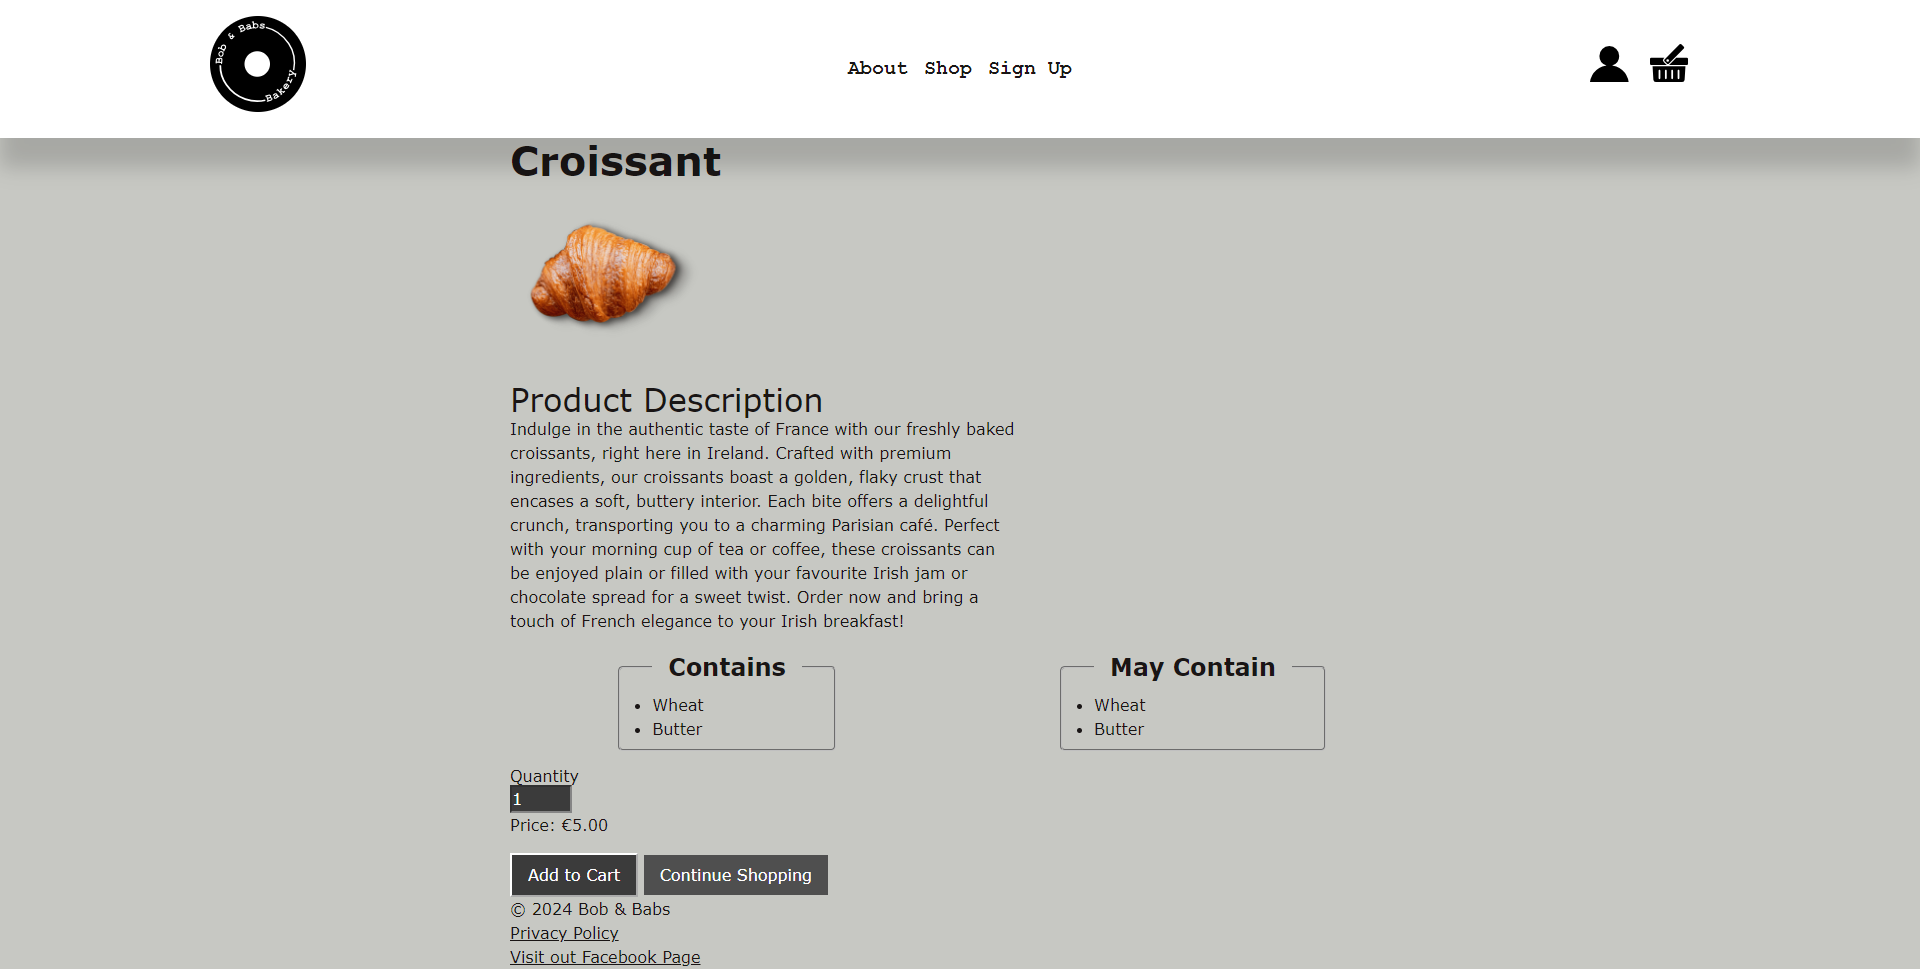 Bob & Babs
Bakery
About Shop Sign Up
Croissant
Product Description
Indulge in the authentic taste of France with our freshly baked
croissants, right here in Ireland. Crafted with premium
ingredients, our croissants boast a golden, flaky crust that
encases a soft, buttery interior. Each bite offers a delightful
crunch, transporting you to a charming Parisian café. Perfect
with your morning cup of tea or coffee, these croissants can
be enjoyed plain or filled with your favourite Irish jam or
chocolate spread for a sweet twist. Order now and bring a
touch of French elegance to your Irish breakfast!
Contains
• Wheat
• Butter
May Contain
• Wheat
• Butter
Quantity
1
Price: €5.00
Add to Cart Continue Shopping
© 2024 Bob & Babs
Privacy Policy
Visit out Facebook Page